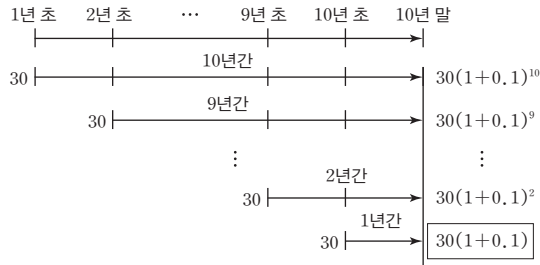 1년 초 2년 초 … 9년 초 10년 초 10년 말
10년간
30 30(1+0.1)¹⁰
9년간
30 30(1+0.1)⁹
⋮ ⋮
2년간
30 30(1+0.1)²
1년간
30 30(1+0.1)